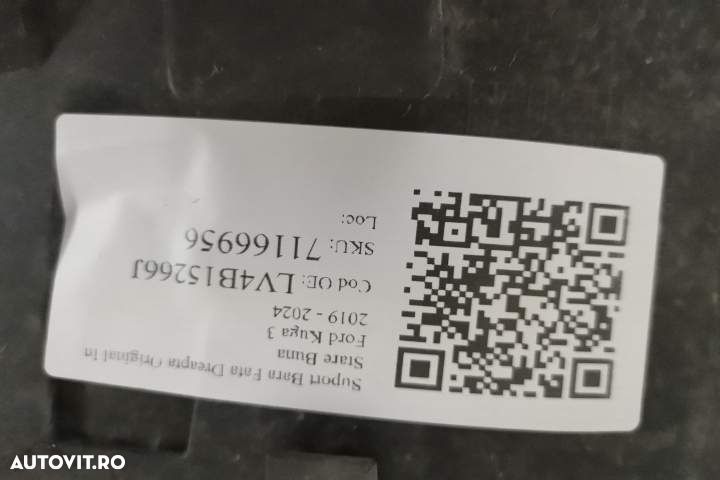 Suport Bara Fata Dreapta Original In
Stare Buna
Ford Kuga 3
2019 - 2024
Cod OE: LV4B15266J
SKU: 71166956
Loc:
AUTOVIT.RO